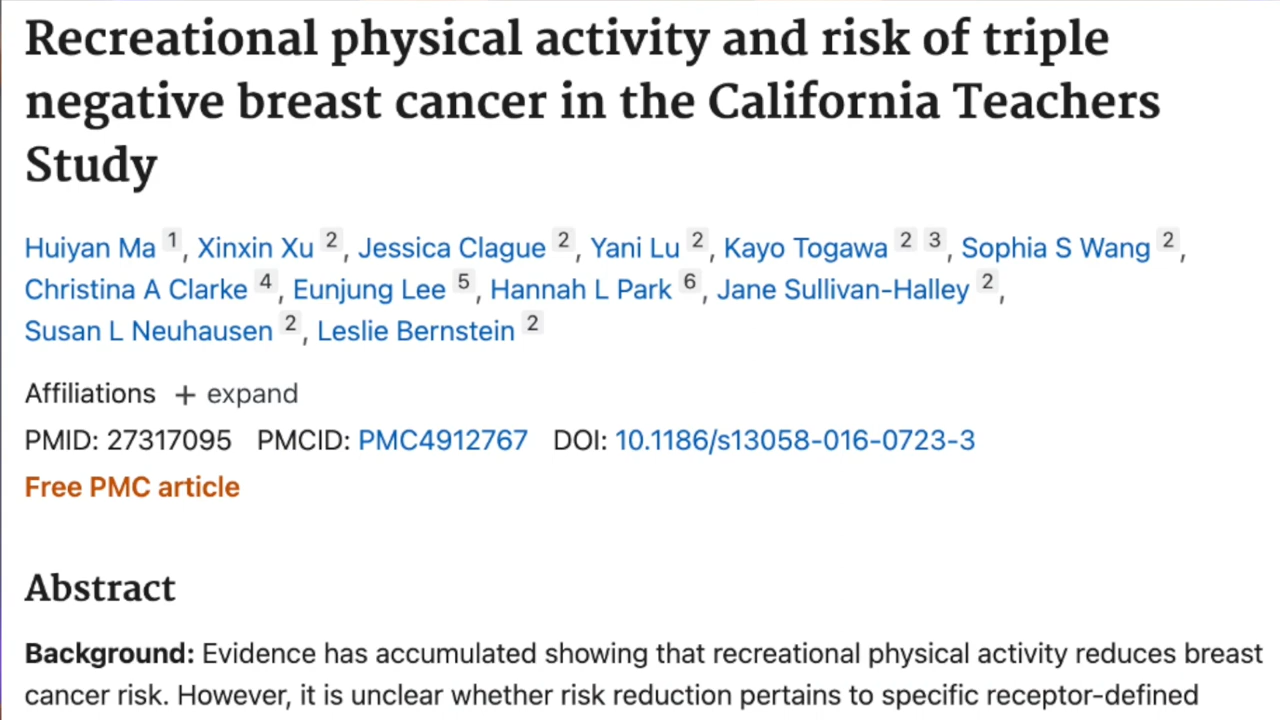 Recreational physical activity and risk of triple
negative breast cancer in the California Teachers
Study
Huiyan Ma 1, Xinxin Xu 2, Jessica Clague 2, Yani Lu 2, Kayo Togawa 2 3, Sophia S Wang 2,
Christina A Clarke 4, Eunjung Lee 5, Hannah L Park 6, Jane Sullivan-Halley 2,
Susan L Neuhausen 2, Leslie Bernstein 2
Affiliations + expand
PMID: 27317095 PMCID: PMC4912767 DOI: 10.1186/s13058-016-0723-3
Free PMC article
Abstract
Background: Evidence has accumulated showing that recreational physical activity reduces breast
cancer risk. However, it is unclear whether risk reduction pertains to specific receptor-defined